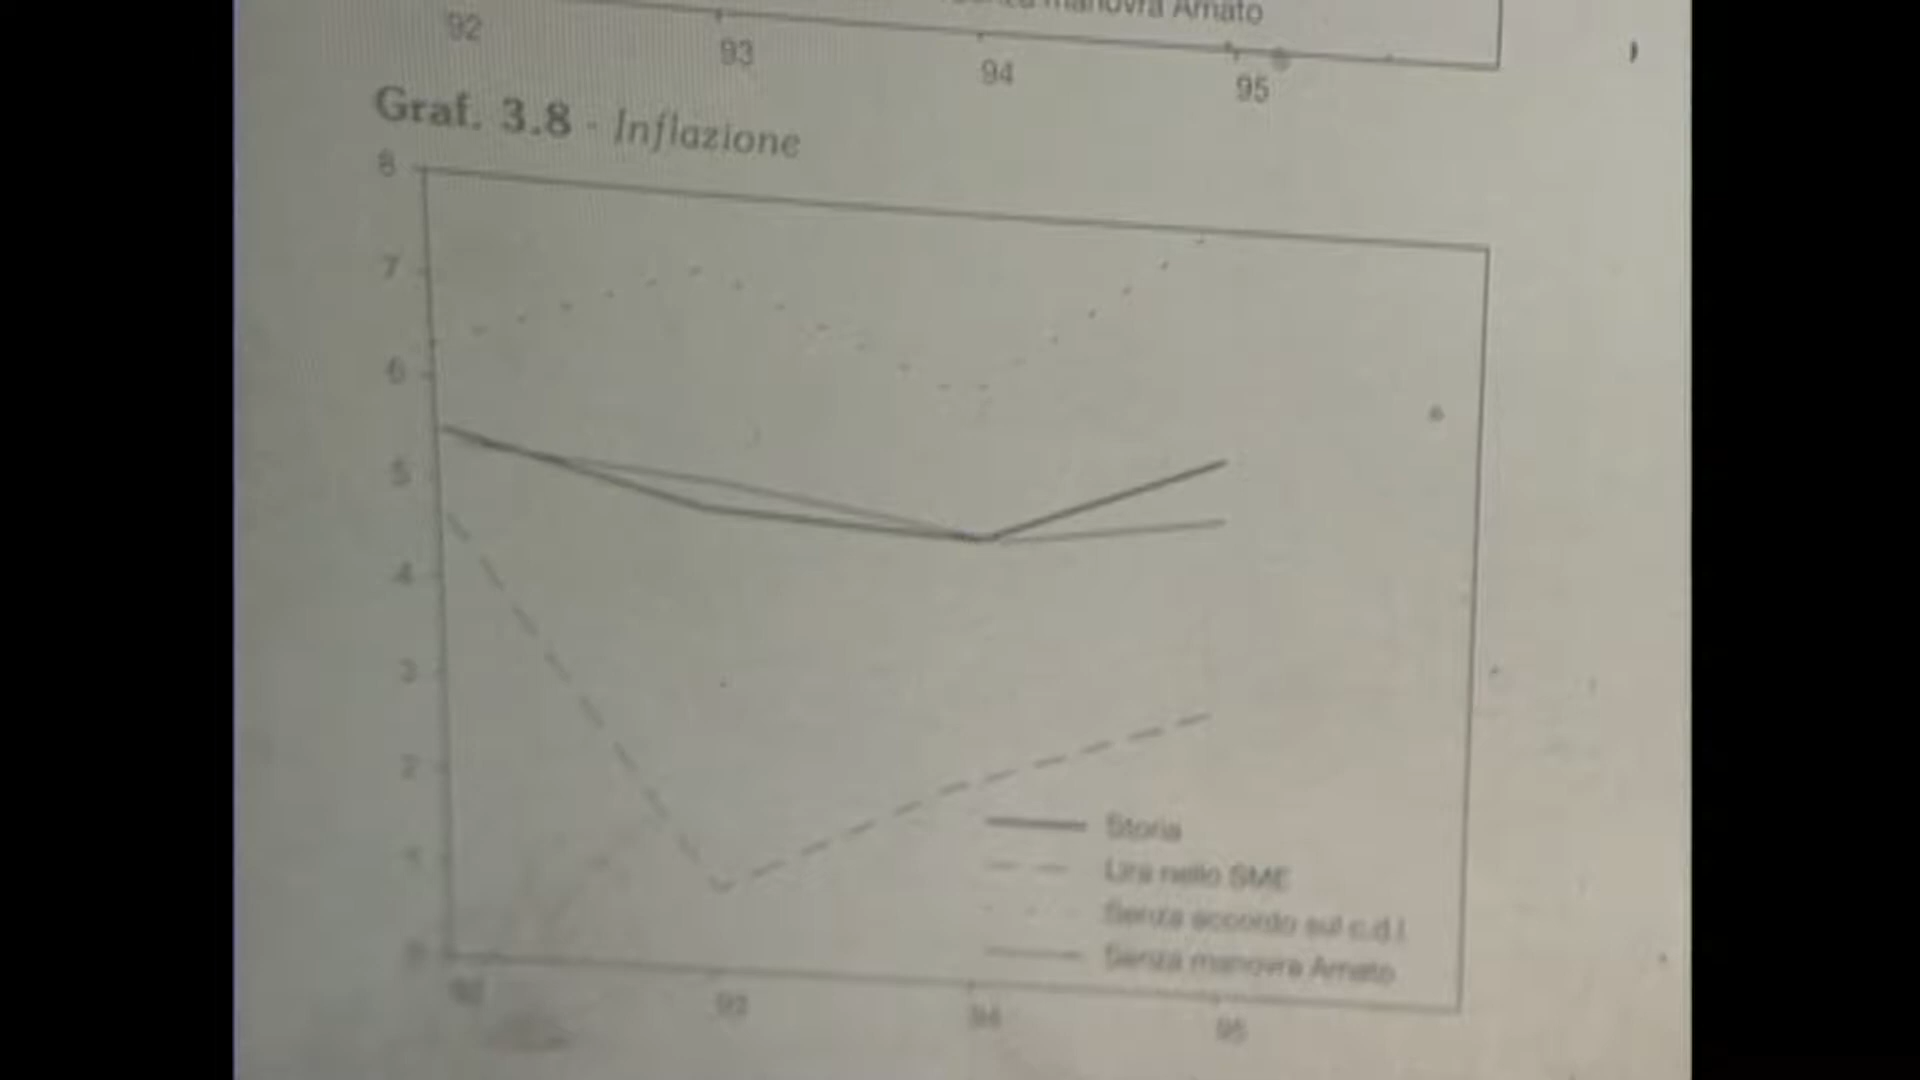 manovra Amato
92 93 94 95
Graf. 3.8 - Inflazione
8
7
6
5
4
3
2
1
0
92 93 94 95
Storia
Lira nello SME
Senza accordo sul c.d.l.
Senza manovra Amato